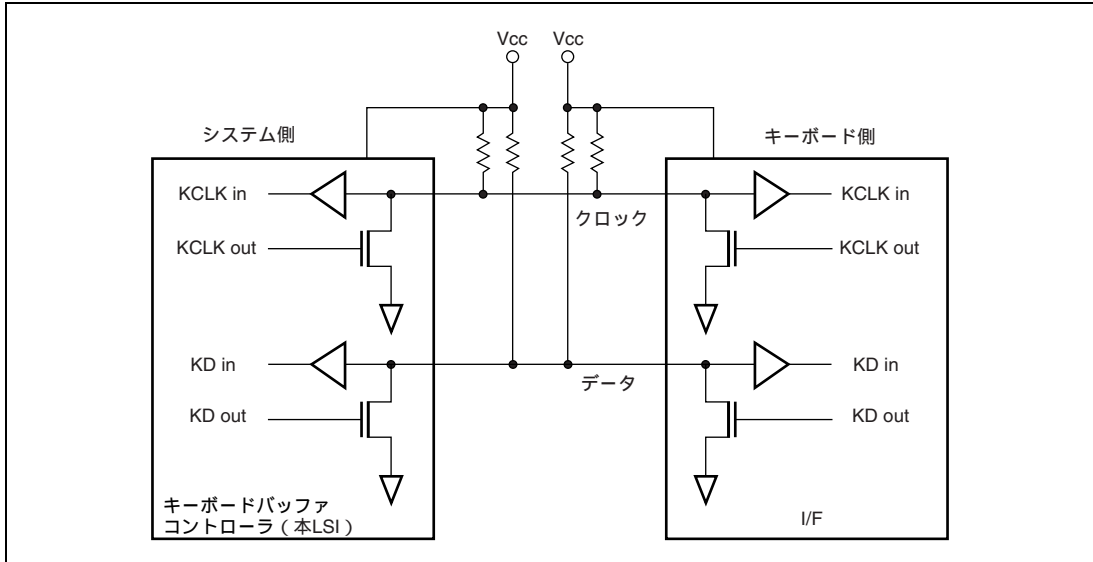 Vcc
Vcc
システム側
キーボード側
KCLK in
KCLK in
クロック
KCLK out
KCLK out
KD in
KD in
データ
KD out
KD out
キーボードバッファ
コントローラ（本LSI）
I/F